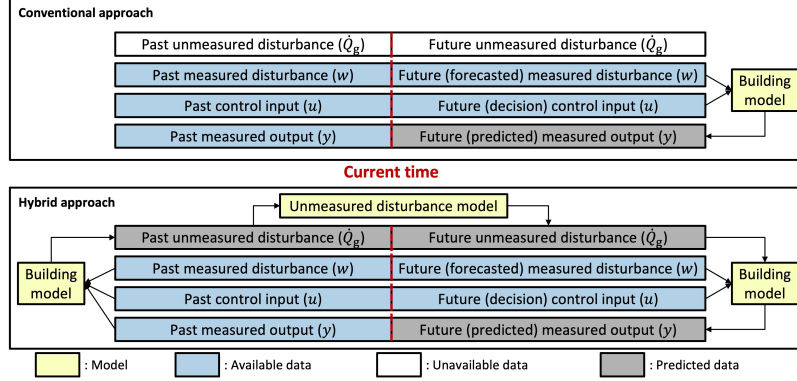 Conventional approach
Past unmeasured disturbance (Q̇g) Future unmeasured disturbance (Q̇g)
Past measured disturbance (w) Future (forecasted) measured disturbance (w)
Past control input (u) Future (decision) control input (u)
Past measured output (y) Future (predicted) measured output (y)
Building
model
Current time
Hybrid approach
Unmeasured disturbance model
Past unmeasured disturbance (Q̇g) Future unmeasured disturbance (Q̇g)
Building
model
Past measured disturbance (w) Future (forecasted) measured disturbance (w)
Past control input (u) Future (decision) control input (u)
Past measured output (y) Future (predicted) measured output (y)
Building
model
: Model : Available data : Unavailable data : Predicted data